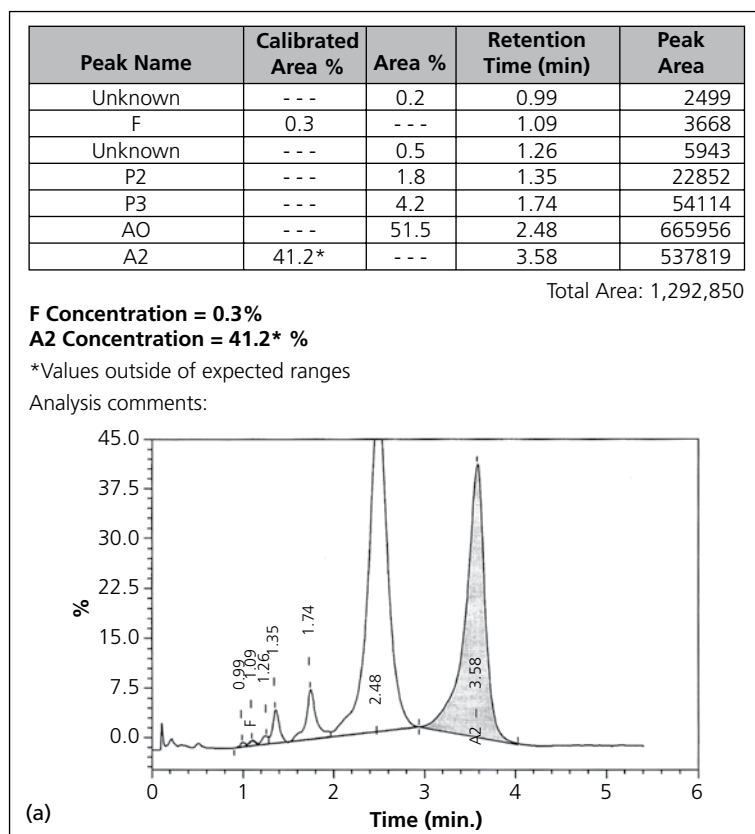 Peak Name Calibrated Area % Area % Retention Time (min) Peak Area
Unknown - - - 0.2 0.99 2499
F 0.3 - - - 1.09 3668
Unknown - - - 0.5 1.26 5943
P2 - - - 1.8 1.35 22852
P3 - - - 4.2 1.74 54114
AO - - - 51.5 2.48 665956
A2 41.2* - - - 3.58 537819
Total Area: 1,292,850
F Concentration = 0.3%
A2 Concentration = 41.2* %
*Values outside of expected ranges
Analysis comments:
45.0
37.5
30.0
22.5
15.0
7.5
0.0
%
0.99
F
1.09
1.26
1.35
1.74
2.48
A2
3.58
0 1 2 3 4 5 6
Time (min.)
(a)